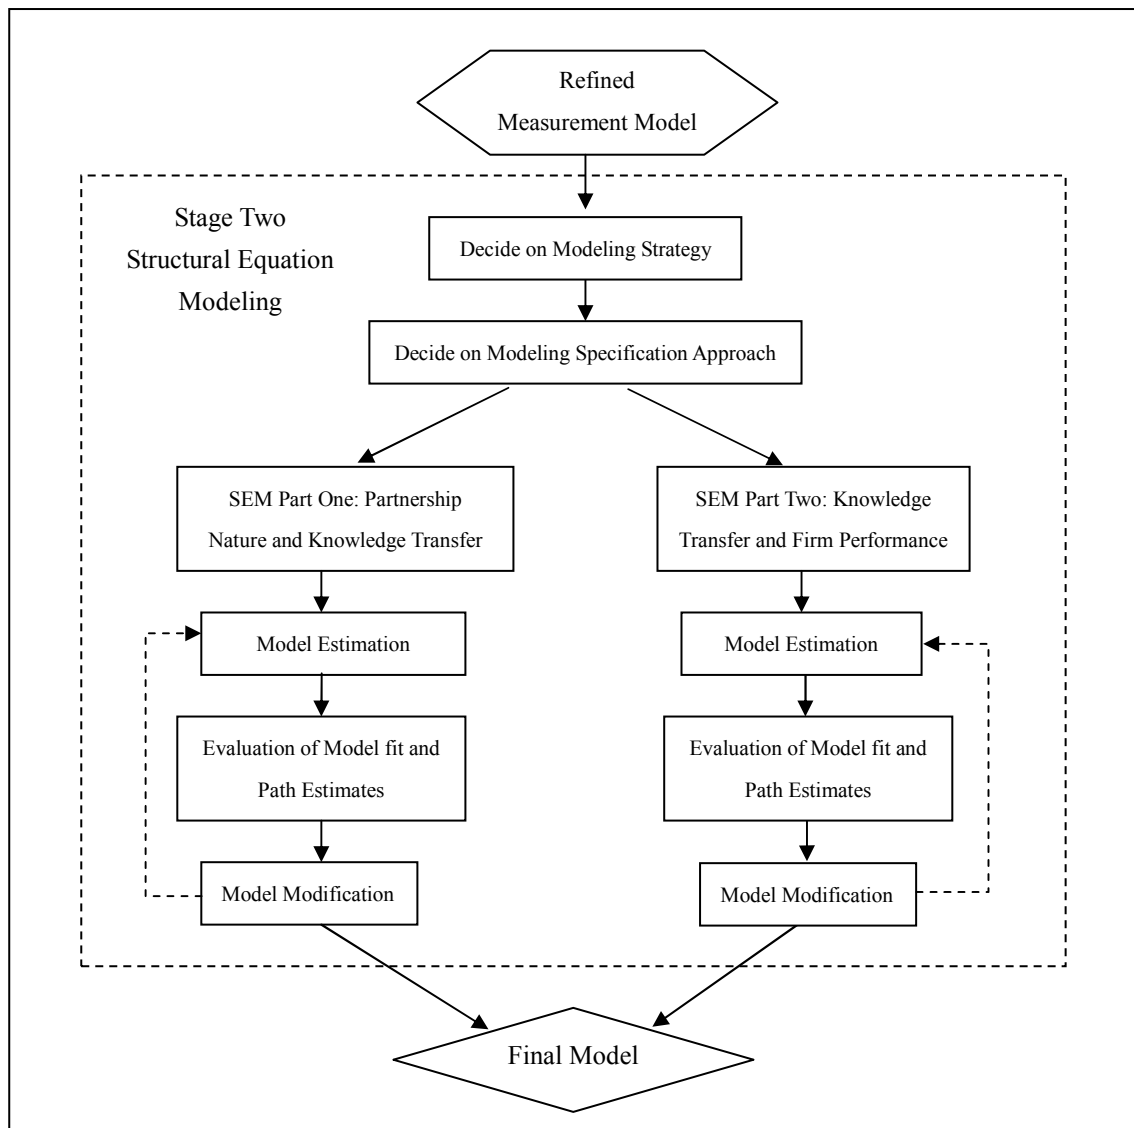 Refined
Measurement Model
Stage Two
Structural Equation
Modeling
Decide on Modeling Strategy
Decide on Modeling Specification Approach
SEM Part One: Partnership
Nature and Knowledge Transfer
SEM Part Two: Knowledge
Transfer and Firm Performance
Model Estimation
Model Estimation
Evaluation of Model fit and
Path Estimates
Evaluation of Model fit and
Path Estimates
Model Modification
Model Modification
Final Model